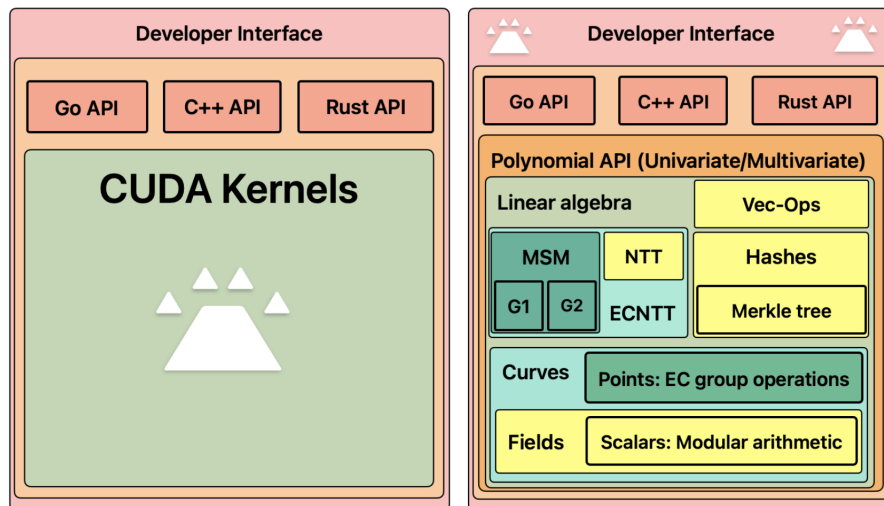 Developer Interface
Go API
C++ API
Rust API
CUDA Kernels
Developer Interface
Go API
C++ API
Rust API
Polynomial API (Univariate/Multivariate)
Linear algebra
Vec-Ops
MSM
NTT
Hashes
G1
G2
ECNTT
Merkle tree
Curves
Points: EC group operations
Fields
Scalars: Modular arithmetic